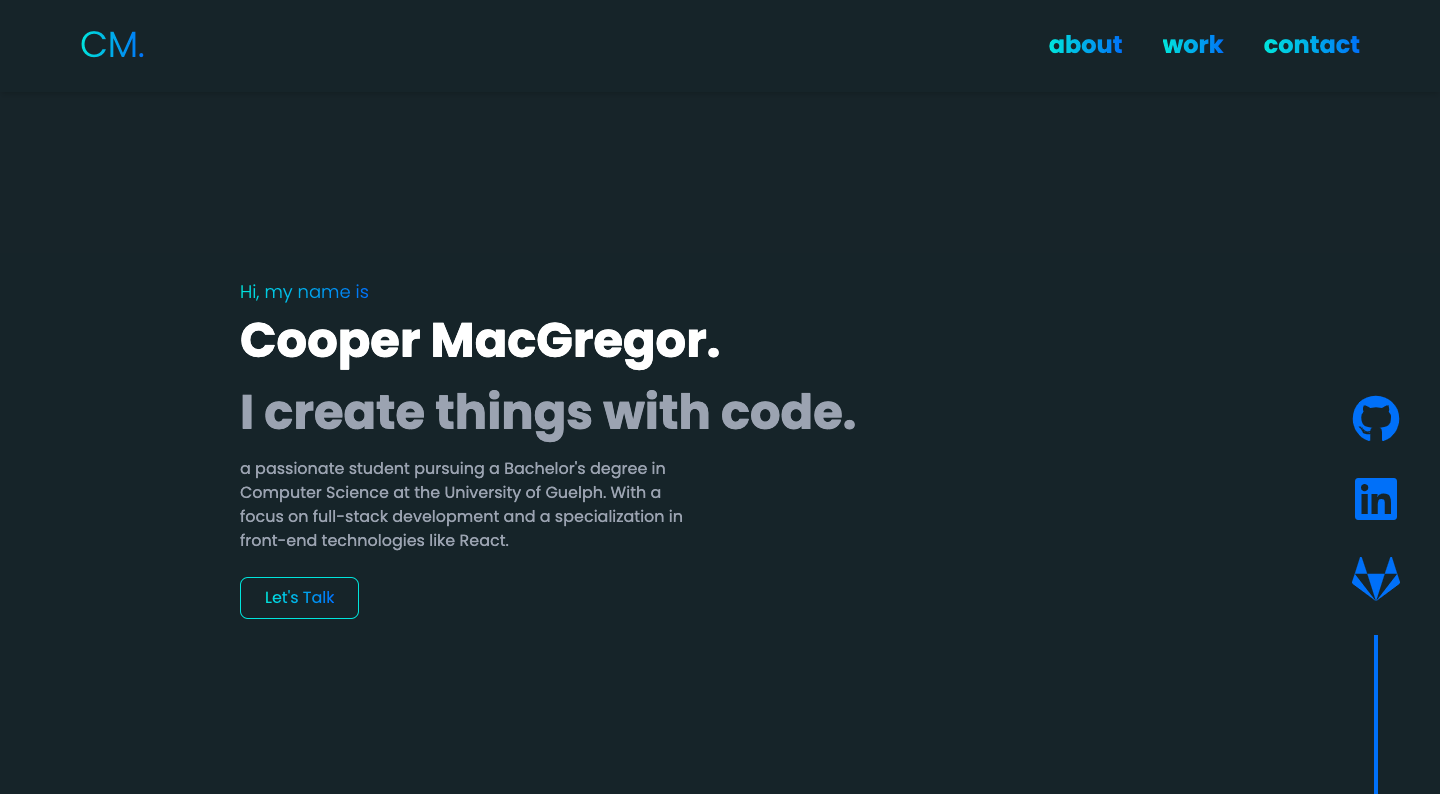 CM.
about work contact
Hi, my name is
Cooper MacGregor.
I create things with code.
a passionate student pursuing a Bachelor's degree in
Computer Science at the University of Guelph. With a
focus on full-stack development and a specialization in
front-end technologies like React.
Let's Talk
in